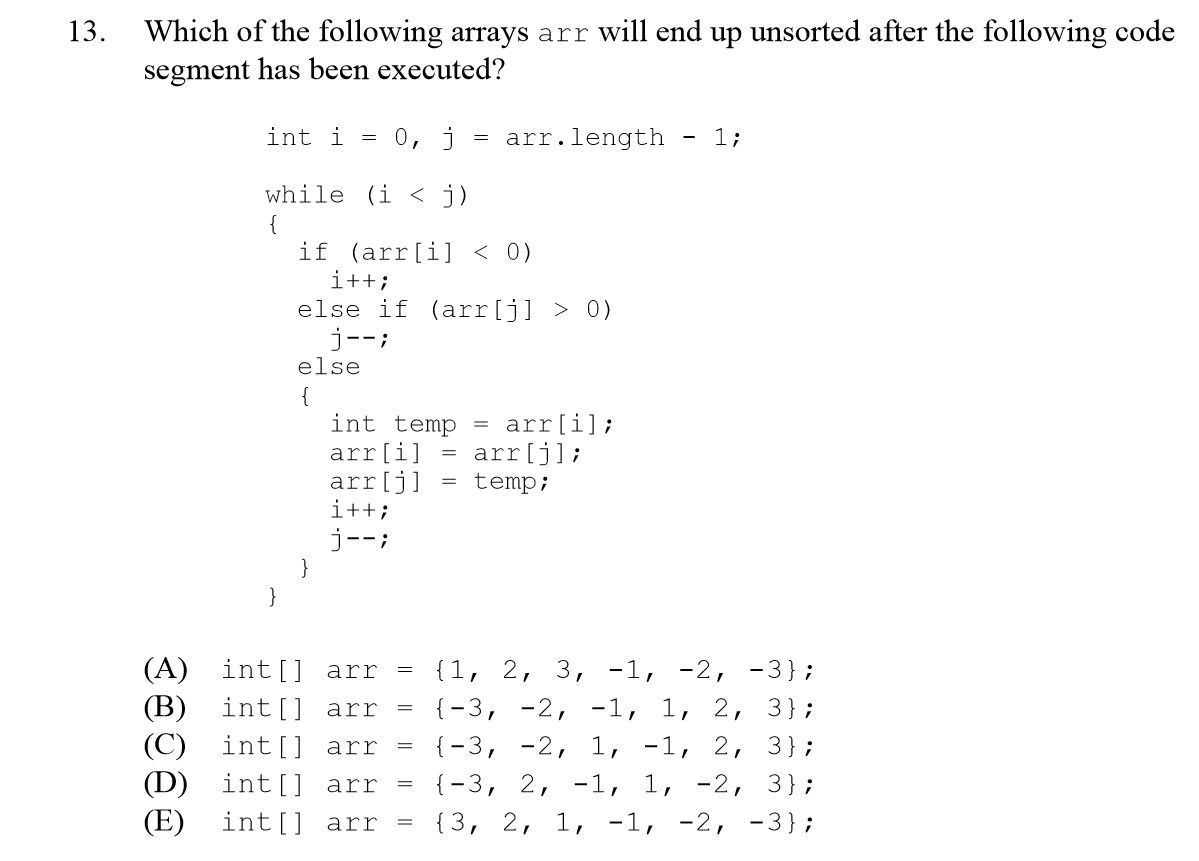 13. Which of the following arrays arr will end up unsorted after the following code
segment has been executed?
int i = 0, j = arr.length - 1;
while (i < j)
{
if (arr[i] < 0)
i++;
else if (arr[j] > 0)
j--;
else
{
int temp = arr[i];
arr[i] = arr[j];
arr[j] = temp;
i++;
j--;
}
}
(A) int[] arr = {1, 2, 3, -1, -2, -3};
(B) int[] arr = {-3, -2, -1, 1, 2, 3};
(C) int[] arr = {-3, -2, 1, -1, 2, 3};
(D) int[] arr = {-3, 2, -1, 1, -2, 3};
(E) int[] arr = {3, 2, 1, -1, -2, -3};